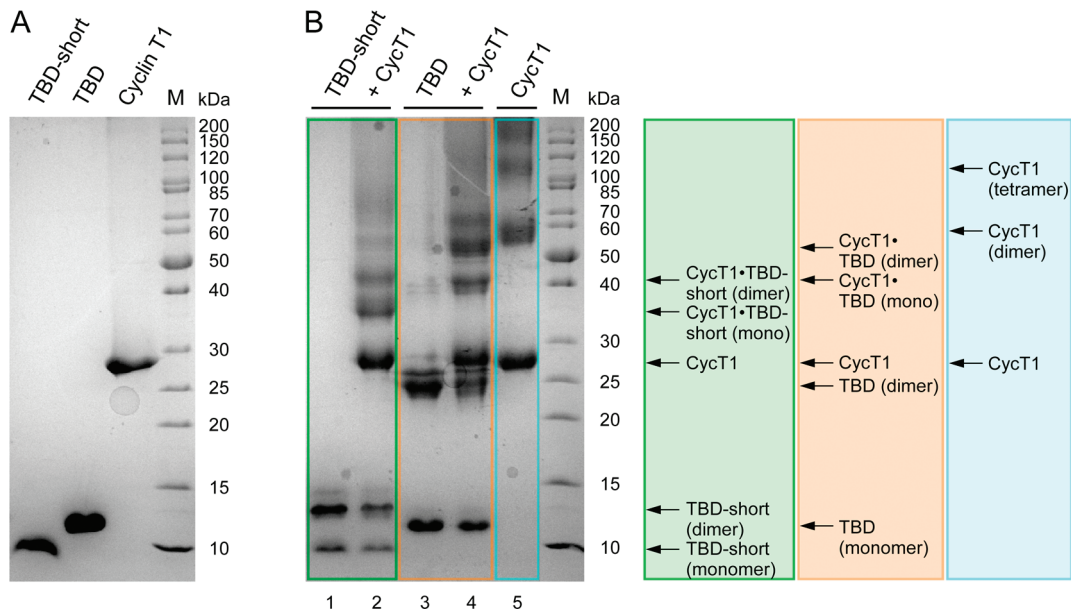 A
TBD-short
TBD
Cyclin T1
M
kDa
200
150
120
100
85
70
60
50
40
30
25
20
15
10
B
TBD-short
+ CycT1
TBD
+ CycT1
CycT1
M
kDa
200
150
120
100
85
70
60
50
40
30
25
20
15
10
1
2
3
4
5
CycT1•TBD-
short (dimer)
CycT1•TBD-
short (mono)
CycT1
TBD-short
(dimer)
TBD-short
(monomer)
CycT1•
TBD (dimer)
CycT1•
TBD (mono)
CycT1
TBD (dimer)
TBD
(monomer)
CycT1
(tetramer)
CycT1
(dimer)
CycT1